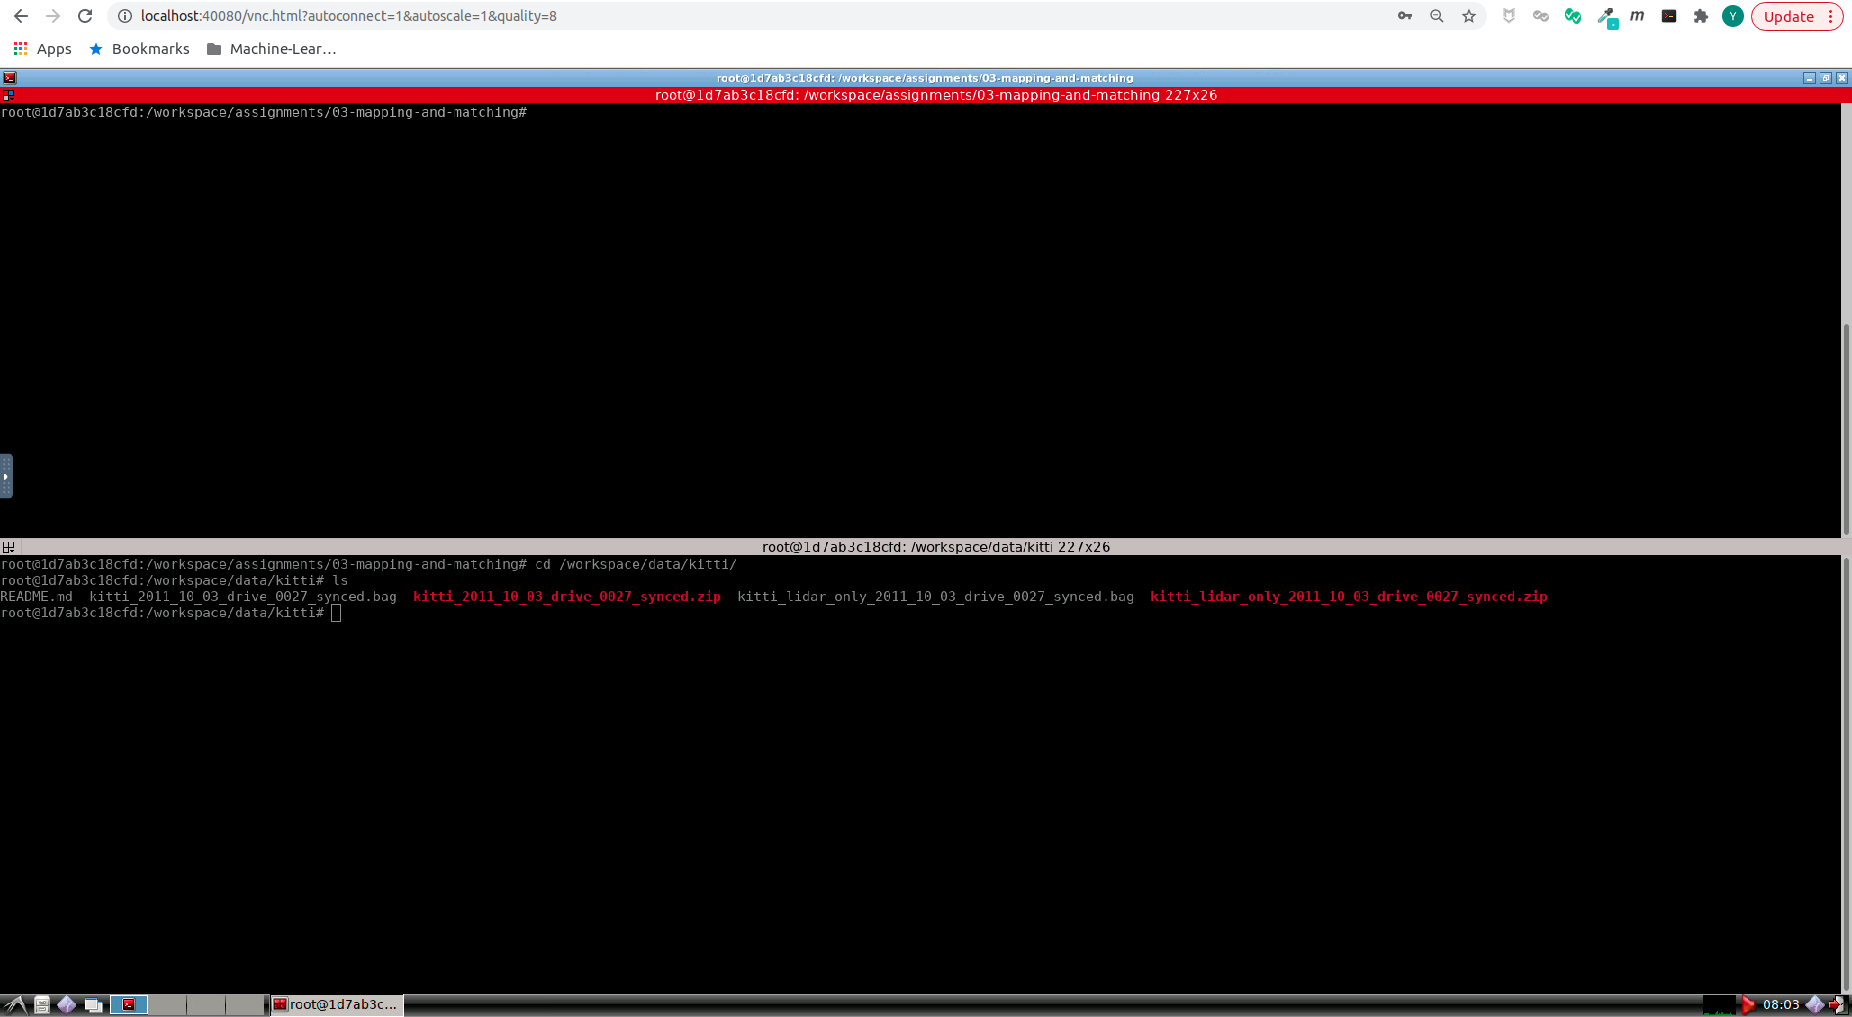 localhost:40080/vnc.html?autoconnect=1&autoscale=1&quality=8
m
Y
Update
Apps
Bookmarks
Machine-Lear…
root@1d7ab3c18cfd: /workspace/assignments/03-mapping-and-matching
root@1d7ab3c18cfd: /workspace/assignments/03-mapping-and-matching 227x26
root@1d7ab3c18cfd:/workspace/assignments/03-mapping-and-matching#
root@1d7ab3c18cfd: /workspace/data/kitti 227x26
root@1d7ab3c18cfd:/workspace/assignments/03-mapping-and-matching# cd /workspace/data/kitti/
root@1d7ab3c18cfd:/workspace/data/kitti# ls
README.md kitti_2011_10_03_drive_0027_synced.bag kitti_2011_10_03_drive_0027_synced.zip kitti_lidar_only_2011_10_03_drive_0027_synced.bag kitti_lidar_only_2011_10_03_drive_0027_synced.zip
root@1d7ab3c18cfd:/workspace/data/kitti#
root@1d7ab3c...
08:03